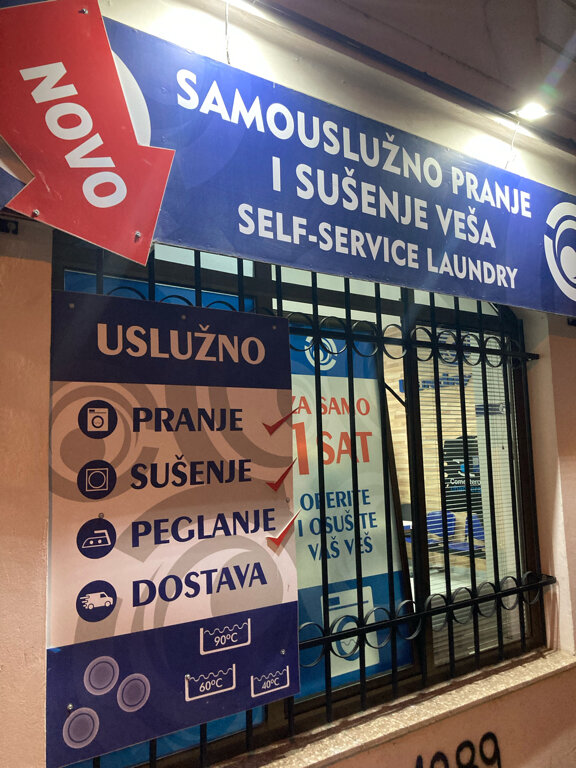 NOVO
SAMOUSLUŽNO PRANJE
I SUŠENJE VEŠA
SELF-SERVICE LAUNDRY
USLUŽNO
PRANJE
SUŠENJE
PEGLANJE
DOSTAVA
90°C
60°C
40°C
ZA SAMO
1 SAT
OPERITE
I OSUŠITE
VAŠ VEŠ
1989